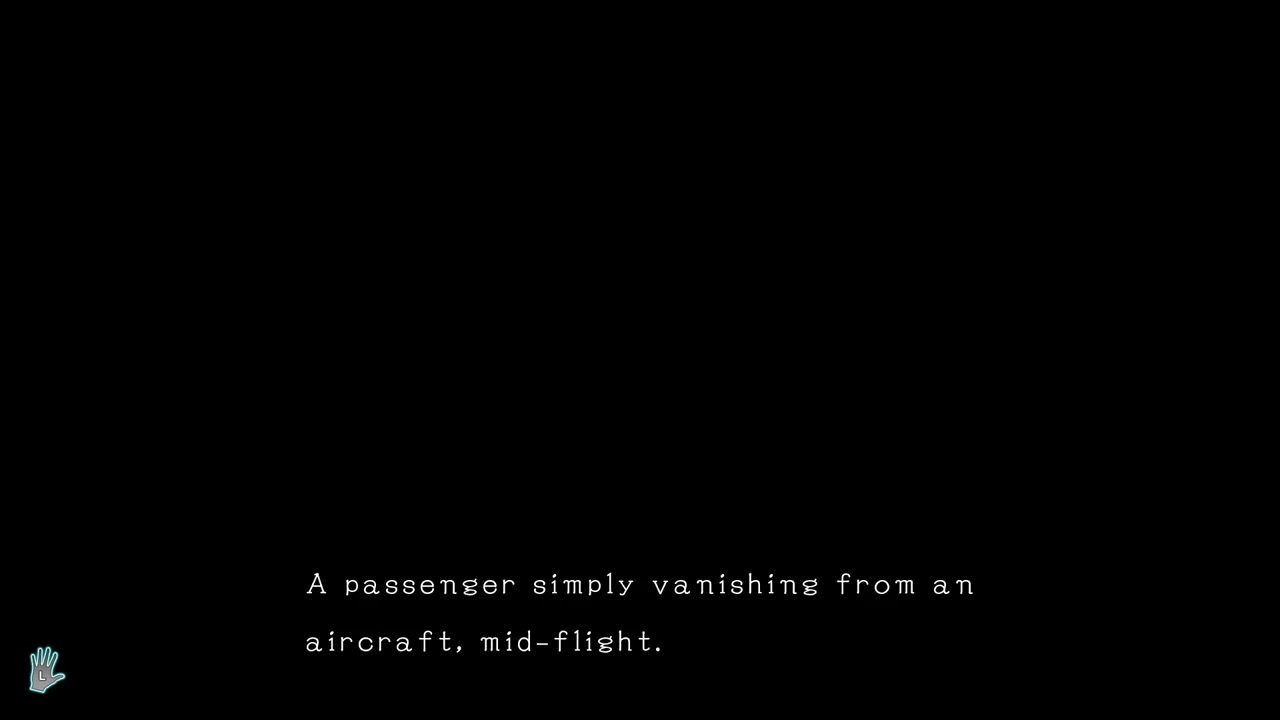 A passenger simply vanishing from an
aircraft, mid-flight.
L